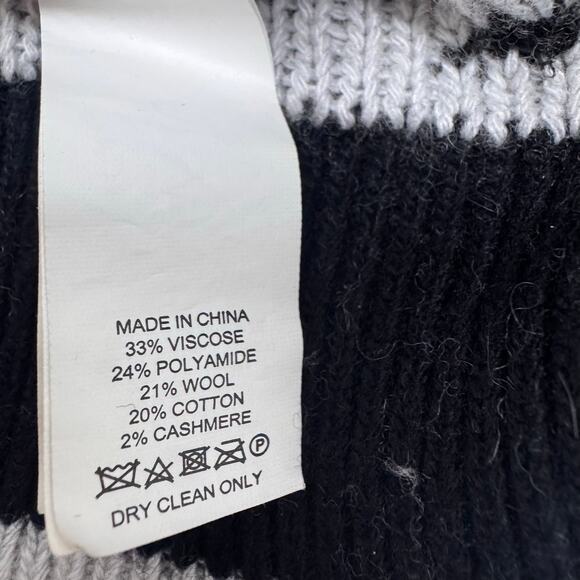 MADE IN CHINA
33% VISCOSE
24% POLYAMIDE
21% WOOL
20% COTTON
2% CASHMERE
P
DRY CLEAN ONLY